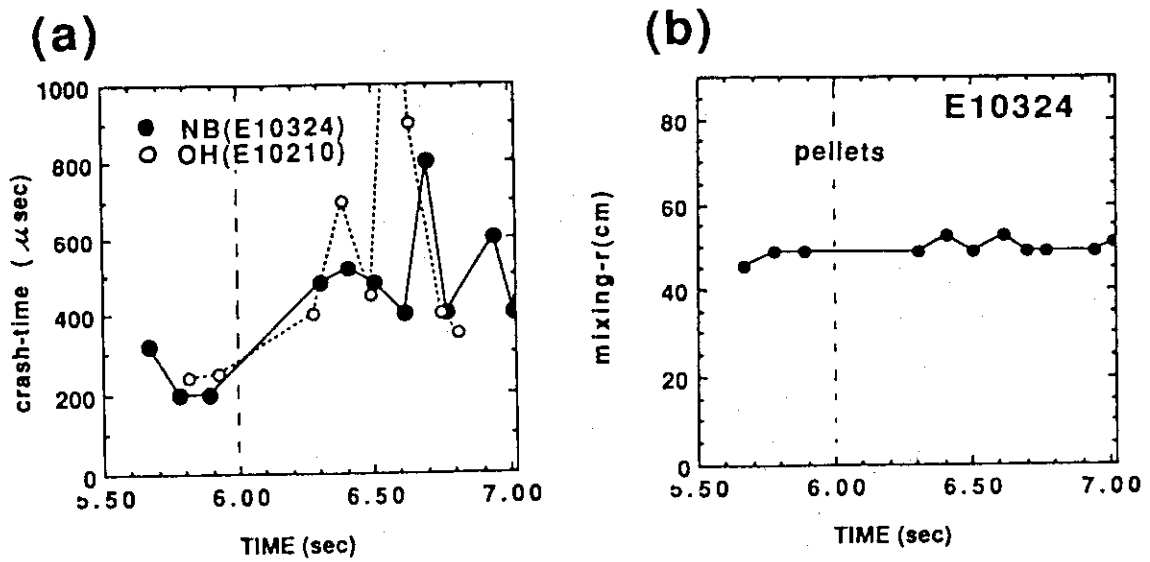 (a)
crash-time (μsec)
1000
800
600
400
200
0
● NB(E10324)
○ OH(E10210)
5.50 6.00 6.50 7.00
TIME (sec)
(b)
mixing-r(cm)
80
60
40
20
0
E10324
pellets
5.50 6.00 6.50 7.00
TIME (sec)